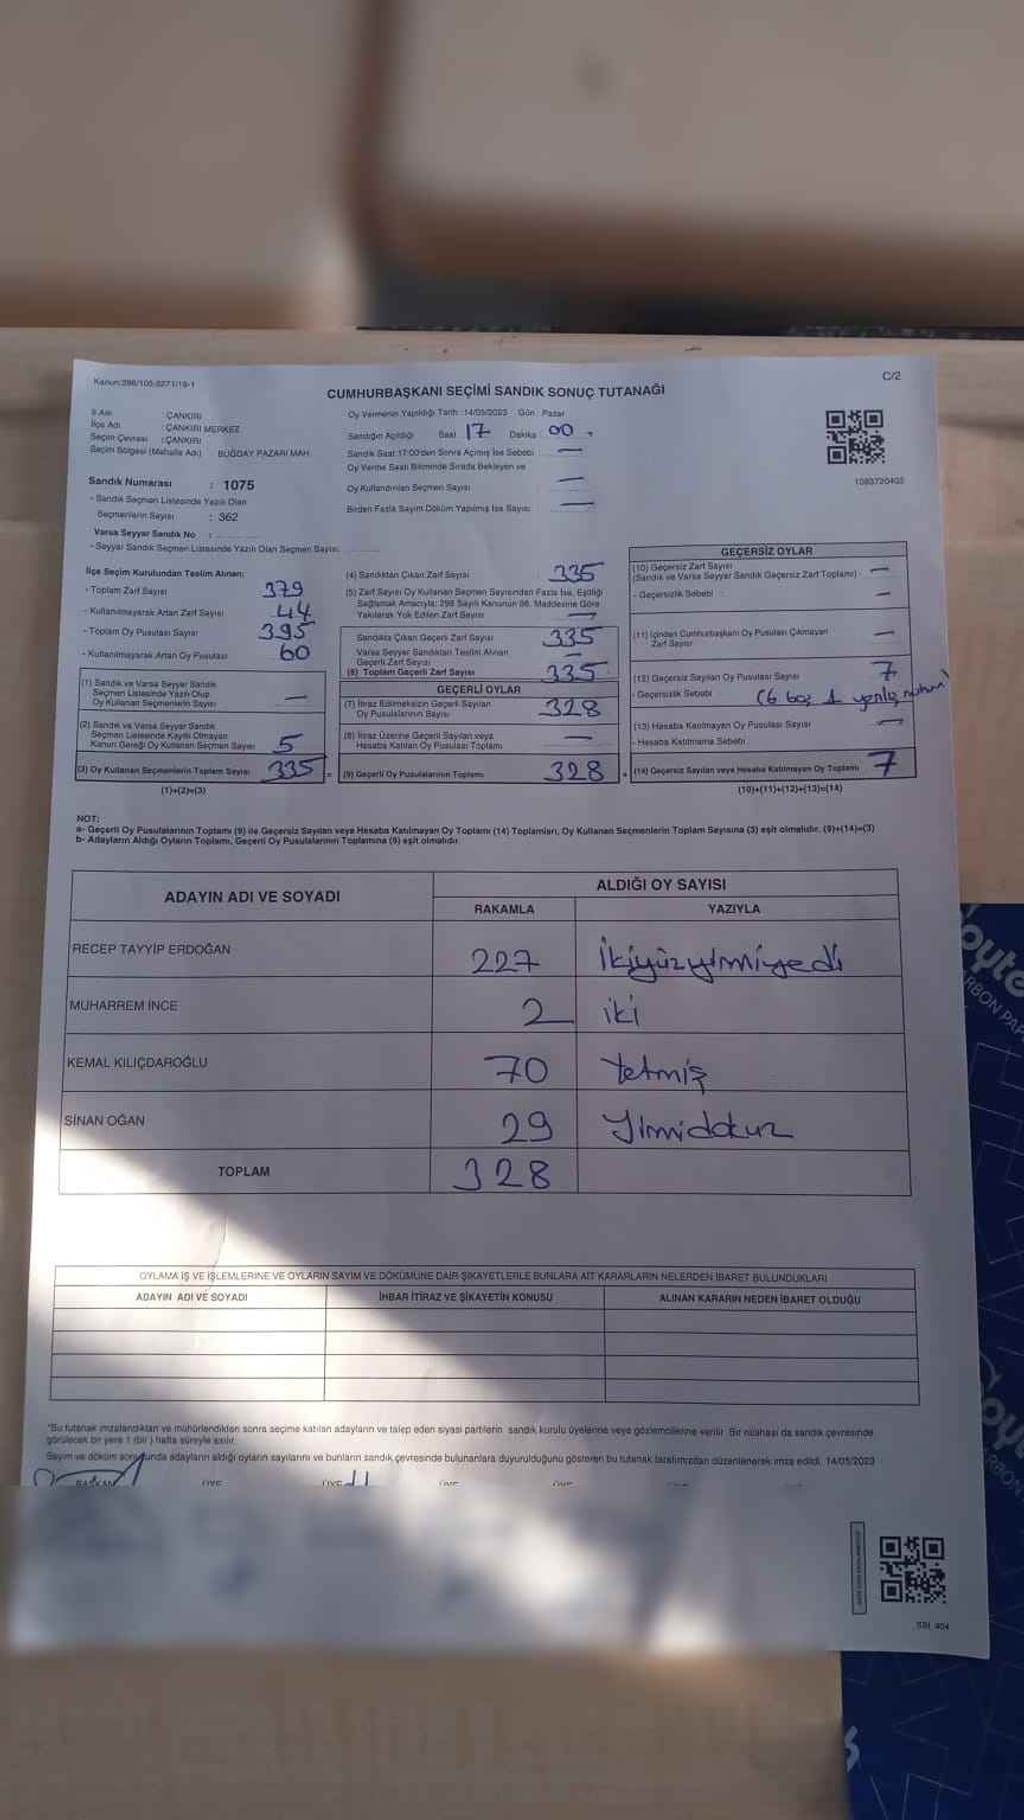 Kanun:298/105-5271/19-1
C/2
CUMHURBAŞKANI SEÇİMİ SANDIK SONUÇ TUTANAĞI
İl Adı : ÇANKIRI
İlçe Adı : ÇANKIRI MERKEZ
Seçim Çevresi : ÇANKIRI
Seçim Bölgesi (Mahalle Adı) : BUĞDAY PAZARI MAH.
Sandık Numarası : 1075
- Sandık Seçmen Listesinde Yazılı Olan
Seçmenlerin Sayısı : 362
Varsa Seyyar Sandık No :
- Seyyar Sandık Seçmen Listesinde Yazılı Olan Seçmen Sayısı:
Oy Vermenin Yapıldığı Tarih :14/05/2023 Gün : Pazar
Sandığın Açıldığı Saat 17 Dakika : 00
Sandık Saat 17:00'den Sonra Açılmış İse Sebebi : —
Oy Verme Saati Bitiminde Sırada Bekleyen ve
Oy Kullandırılan Seçmen Sayısı —
Birden Fazla Sayım Döküm Yapılmış İse Sayısı: —
İlçe Seçim Kurulundan Teslim Alınan:
- Toplam Zarf Sayısı 379
- Kullanılmayarak Artan Zarf Sayısı 44
- Toplam Oy Pusulası Sayısı 395
- Kullanılmayarak Artan Oy Pusulası 60
(1) Sandık ve Varsa Seyyar Sandık
Seçmen Listesinde Yazılı Olup
Oy Kullanan Seçmenlerin Sayısı —
(2) Sandık ve Varsa Seyyar Sandık
Seçmen Listesinde Kayıtlı Olmayan
Kanun Gereği Oy Kullanan Seçmen Sayısı 5
(3) Oy Kullanan Seçmenlerin Toplam Sayısı 335 =
(1)+(2)=(3)
(4) Sandıktan Çıkan Zarf Sayısı 335
(5) Zarf Sayısı Oy Kullanan Seçmen Sayısından Fazla İse, Eşitliği
Sağlamak Amacıyla; 298 Sayılı Kanunun 98. Maddesine Göre
Yakılarak Yok Edilen Zarf Sayısı —
Sandıkta Çıkan Geçerli Zarf Sayısı 335
Varsa Seyyar Sandıktan Teslim Alınan
Geçerli Zarf Sayısı —
(6) Toplam Geçerli Zarf Sayısı 335
GEÇERLİ OYLAR
(7) İtiraz Edilmeksizin Geçerli Sayılan
Oy Pusulalarının Sayısı 328
(8) İtiraz Üzerine Geçerli Sayılan veya
Hesaba Katılan Oy Pusulası Toplamı —
(9) Geçerli Oy Pusulalarının Toplamı 328 +
1083720402
GEÇERSİZ OYLAR
(10) Geçersiz Zarf Sayısı
(Sandık ve Varsa Seyyar Sandık Geçersiz Zarf Toplamı) : —
- Geçersizlik Sebebi : —
(11) İçinden Cumhurbaşkanı Oy Pusulası Çıkmayan
Zarf Sayısı —
(12) Geçersiz Sayılan Oy Pusulası Sayısı 7
- Geçersizlik Sebebi (6 boş 1 yanlış mühür)
(13) Hesaba Katılmayan Oy Pusulası Sayısı —
- Hesaba Katılmama Sebebi :
(14) Geçersiz Sayılan veya Hesaba Katılmayan Oy Toplamı 7
(10)+(11)+(12)+(13)=(14)
NOT:
a- Geçerli Oy Pusulalarının Toplamı (9) ile Geçersiz Sayılan veya Hesaba Katılmayan Oy Toplamı (14) Toplamları, Oy Kullanan Seçmenlerin Toplam Sayısına (3) eşit olmalıdır. (9)+(14)=(3)
b- Adayların Aldığı Oyların Toplamı, Geçerli Oy Pusulalarının Toplamına (9) eşit olmalıdır.
ADAYIN ADI VE SOYADI
ALDIĞI OY SAYISI
RAKAMLA YAZIYLA
RECEP TAYYİP ERDOĞAN 227 İkiyüzyirmiyedi
MUHARREM İNCE 2 iki
KEMAL KILIÇDAROĞLU 70 Yetmiş
SİNAN OĞAN 29 Yirmidokuz
TOPLAM 328
OYLAMA İŞ VE İŞLEMLERİNE VE OYLARIN SAYIM VE DÖKÜMÜNE DAİR ŞİKAYETLERLE BUNLARA AİT KARARLARIN NELERDEN İBARET BULUNDUKLARI
ADAYIN ADI VE SOYADI İHBAR İTİRAZ VE ŞİKAYETİN KONUSU ALINAN KARARIN NEDEN İBARET OLDUĞU
*Bu tutanak imzalandıktan ve mühürlendikten sonra seçime katılan adayların ve talep eden siyasi partilerin sandık kurulu üyelerine veya gözlemcilerine verilir. Bir nüshası da sandık çevresinde
görülecek bir yere 1 (bir) hafta süreyle asılır.
Sayım ve döküm sonucunda adayların aldığı oyların sayılarını ve bunların sandık çevresinde bulunanlara duyurulduğunu gösteren bu tutanak tarafımızdan düzenlenerek imza edildi. 14/05/2023
BAŞKAN ÜYE ÜYE ÜYE ÜYE
SSI_404